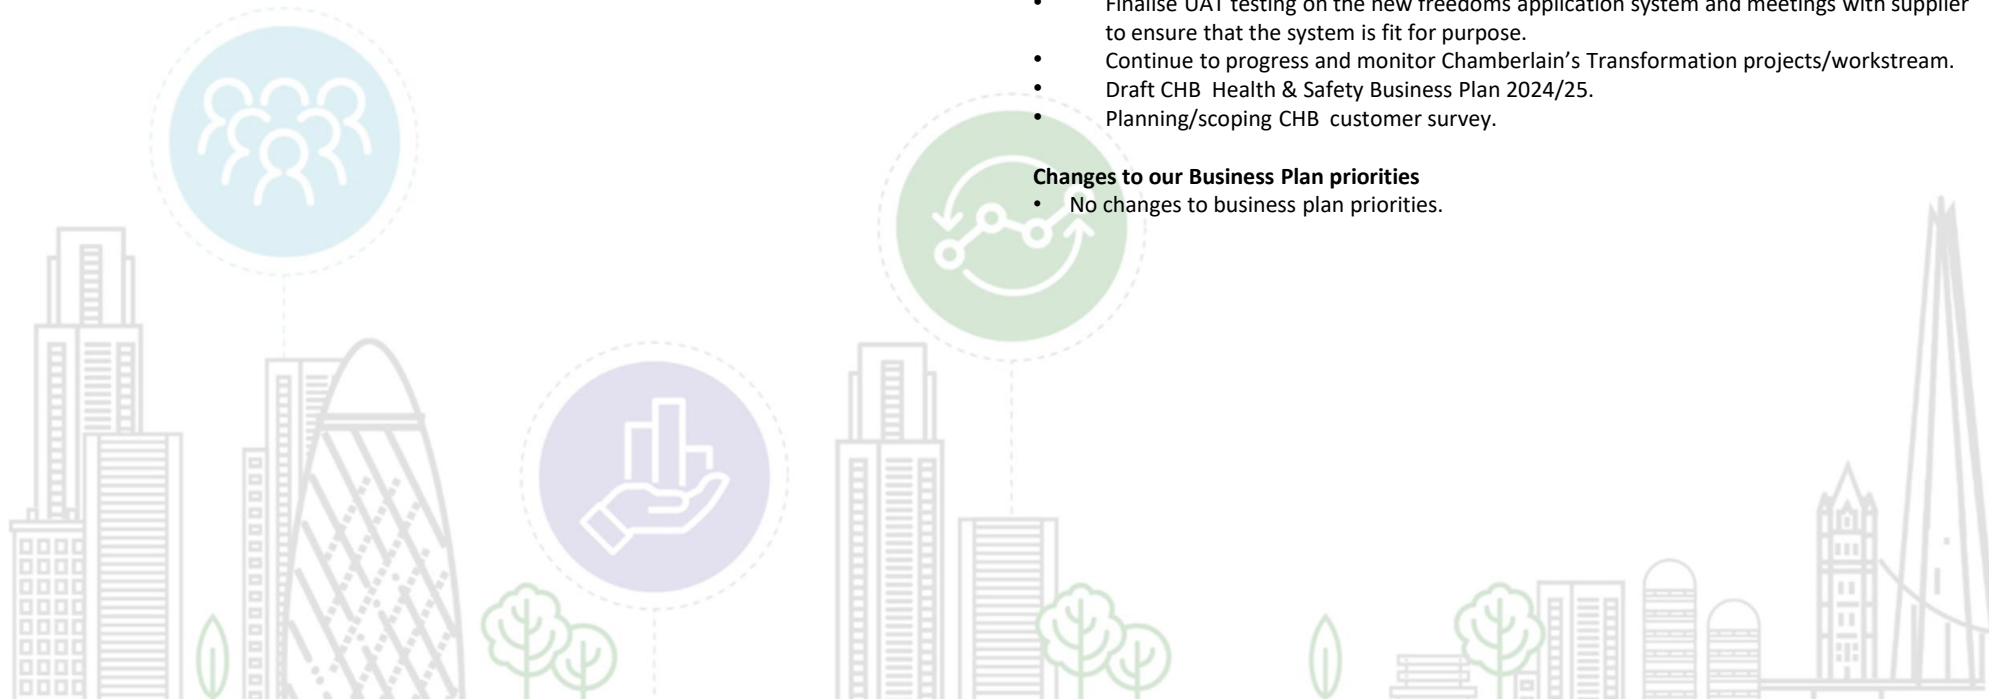 • Finalise UAT testing on the new freedoms application system and meetings with supplier
to ensure that the system is fit for purpose.
• Continue to progress and monitor Chamberlain’s Transformation projects/workstream.
• Draft CHB  Health & Safety Business Plan 2024/25.
• Planning/scoping CHB  customer survey.
Changes to our Business Plan priorities
• No changes to business plan priorities.